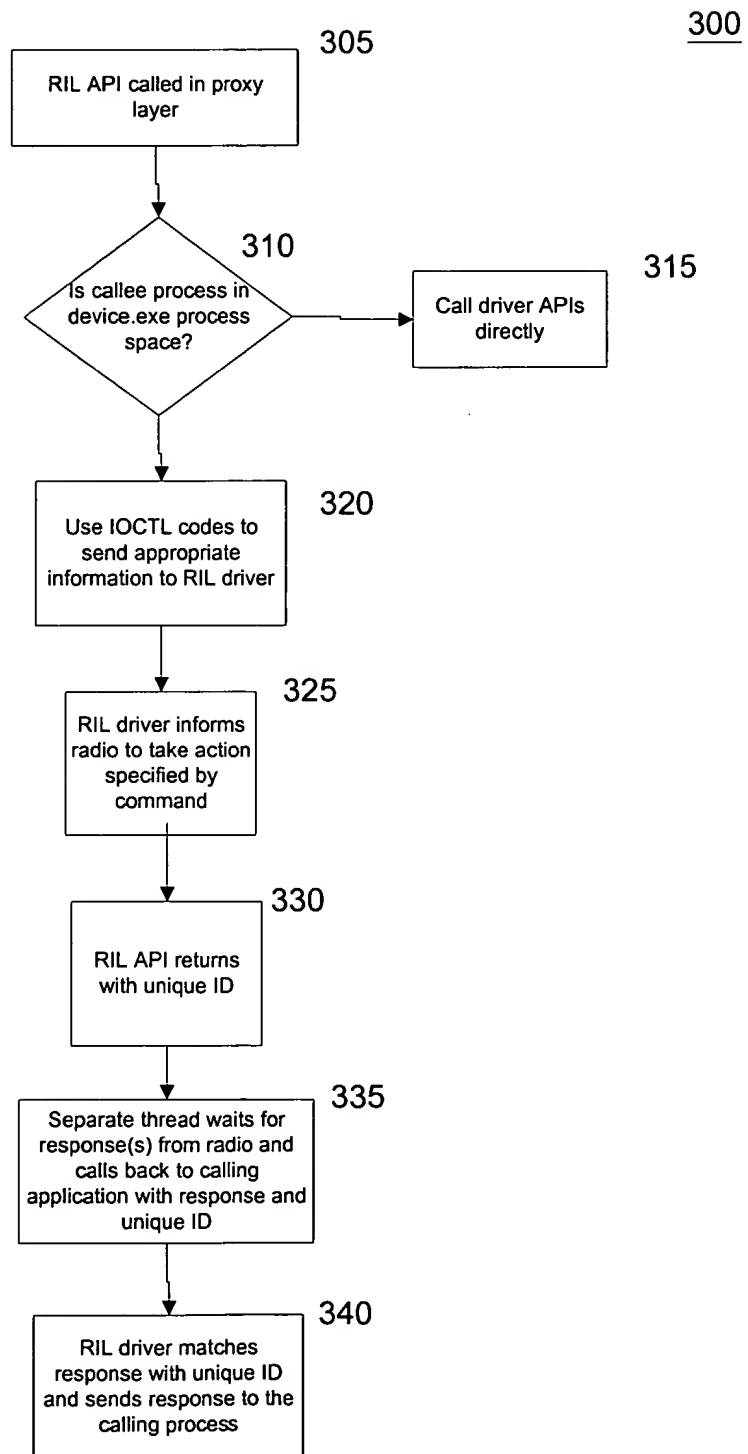 300
305
RIL API called in proxy
layer
310
Is callee process in
device.exe process
space?
315
Call driver APIs
directly
320
Use IOCTL codes to
send appropriate
information to RIL driver
325
RIL driver informs
radio to take action
specified by
command
330
RIL API returns
with unique ID
335
Separate thread waits for
response(s) from radio and
calls back to calling
application with response and
unique ID
340
RIL driver matches
response with unique ID
and sends response to the
calling process